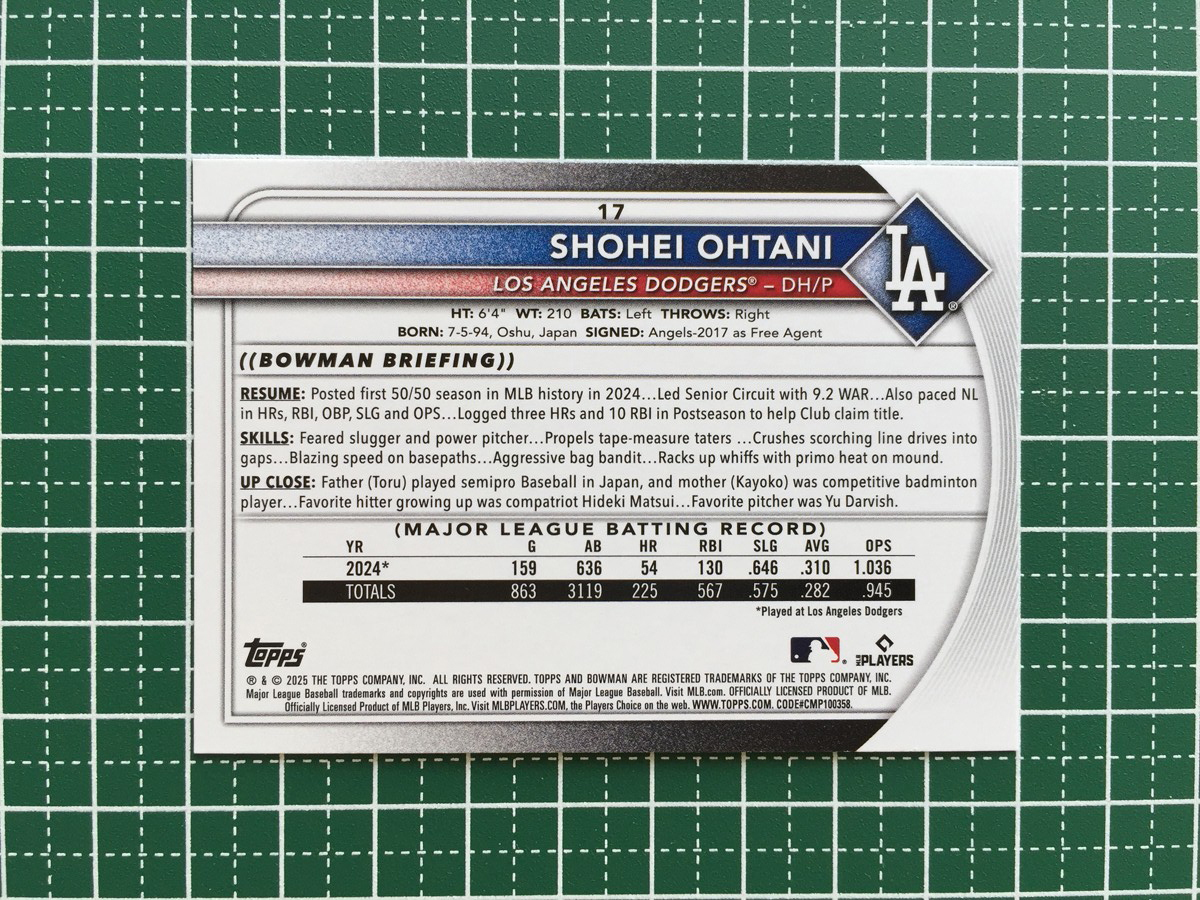 17
SHOHEI OHTANI
LA®
LOS ANGELES DODGERS® – DH/P
HT: 6'4" WT: 210 BATS: Left THROWS: Right
BORN: 7-5-94, Oshu, Japan SIGNED: Angels-2017 as Free Agent
((BOWMAN BRIEFING))
RESUME: Posted first 50/50 season in MLB history in 2024...Led Senior Circuit with 9.2 WAR...Also paced NL
in HRs, RBI, OBP, SLG and OPS...Logged three HRs and 10 RBI in Postseason to help Club claim title.
SKILLS: Feared slugger and power pitcher...Propels tape-measure taters ...Crushes scorching line drives into
gaps...Blazing speed on basepaths...Aggressive bag bandit...Racks up whiffs with primo heat on mound.
UP CLOSE: Father (Toru) played semipro Baseball in Japan, and mother (Kayoko) was competitive badminton
player...Favorite hitter growing up was compatriot Hideki Matsui...Favorite pitcher was Yu Darvish.
(MAJOR LEAGUE BATTING RECORD)
YR G AB HR RBI SLG AVG OPS
2024* 159 636 54 130 .646 .310 1.036
TOTALS 863 3119 225 567 .575 .282 .945
*Played at Los Angeles Dodgers
Topps® ® MLB PLAYERS
® & © 2025 THE TOPPS COMPANY, INC. ALL RIGHTS RESERVED. TOPPS AND BOWMAN ARE REGISTERED TRADEMARKS OF THE TOPPS COMPANY, INC.
Major League Baseball trademarks and copyrights are used with permission of Major League Baseball. Visit MLB.com. OFFICIALLY LICENSED PRODUCT OF MLB.
Officially Licensed Product of MLB Players, Inc. Visit MLBPLAYERS.COM, the Players Choice on the web. WWW.TOPPS.COM. CODE#CMP100358.